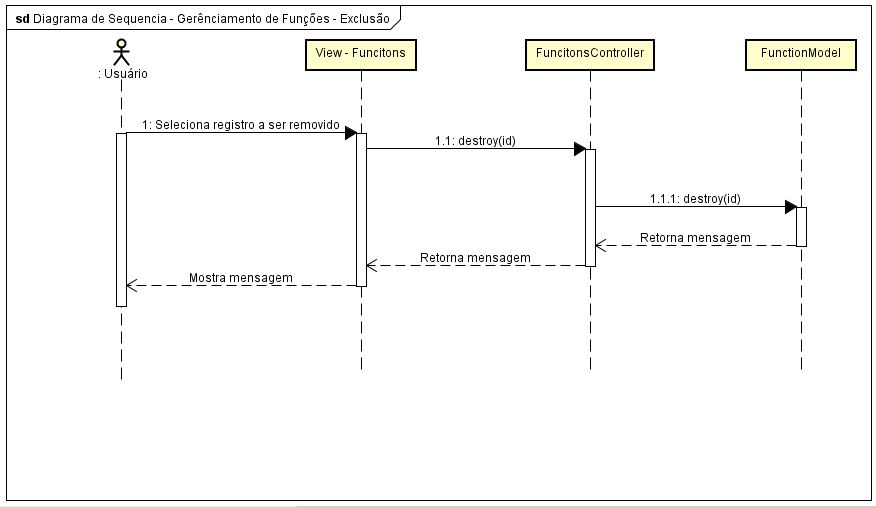 sd Diagrama de Sequencia - Gerênciamento de Funções - Exclusão
: Usuário
View - Funcitons
FuncitonsController
FunctionModel
1: Seleciona registro a ser removido
1.1: destroy(id)
1.1.1: destroy(id)
Retorna mensagem
Retorna mensagem
Mostra mensagem